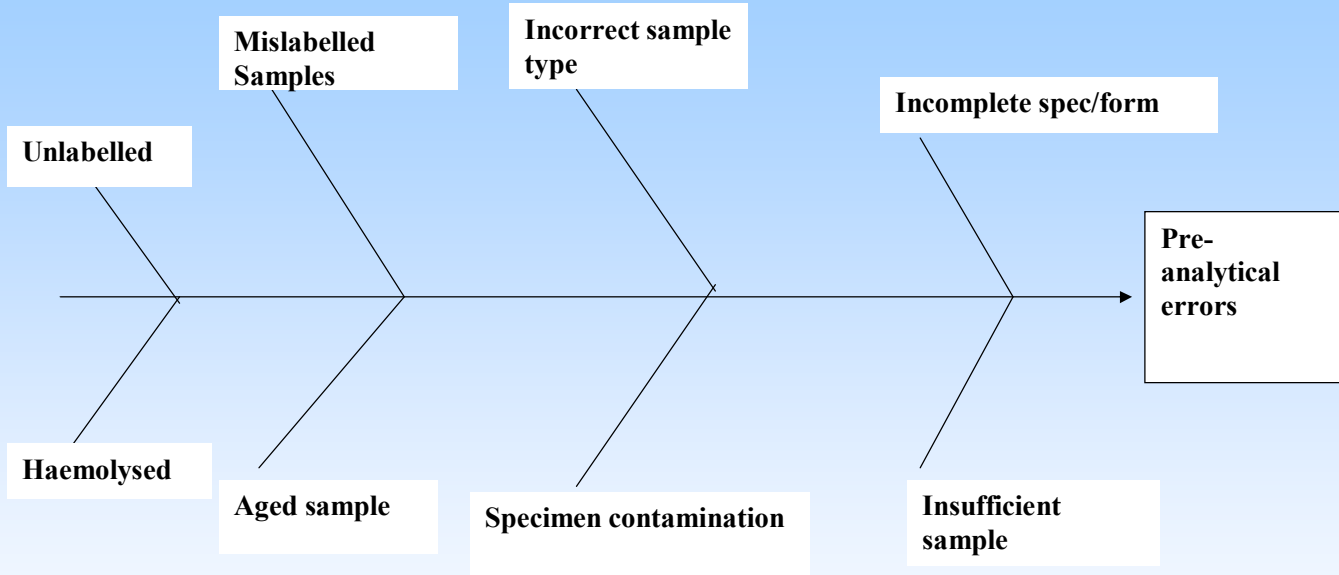 Mislabelled
Samples
Incorrect sample
type
Incomplete spec/form
Unlabelled
Pre-
analytical
errors
Haemolysed
Aged sample
Specimen contamination
Insufficient
sample